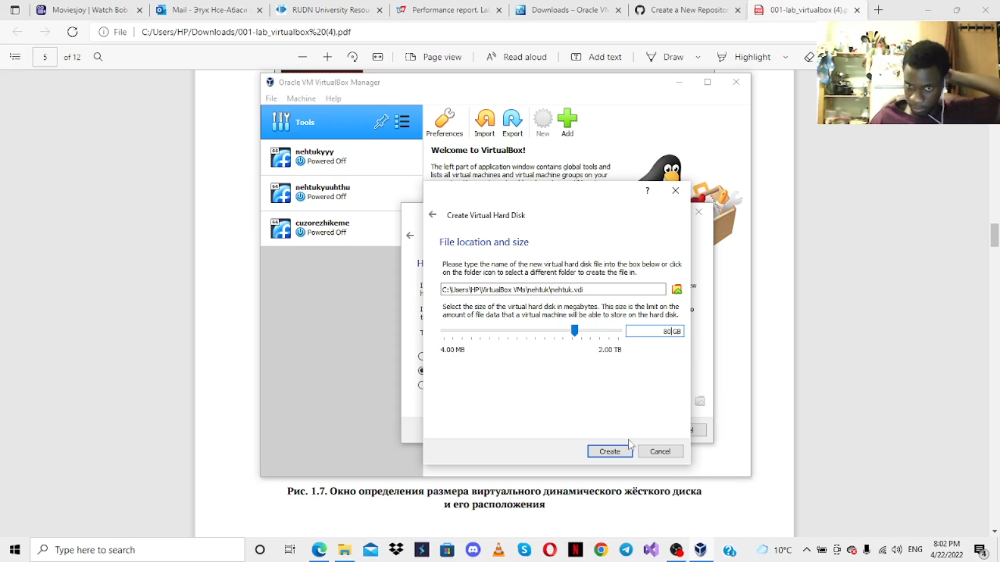 Moviesjoy | Watch Bob
Mail - Этук Нсе-Абаси
RUDN University Resou
Performance report. La
Downloads – Oracle VM
Create a New Repositor
001-lab_virtualbox (4).p
File
C:/Users/HP/Downloads/001-lab_virtualbox%20(4).pdf
5 of 12
Page view
Read aloud
Add text
Draw
Highlight
Oracle VM VirtualBox Manager
File Machine Help
Tools
Preferences Import Export New Add
nehtukyyy
Powered Off
nehtukyuuhthu
Powered Off
cuzorezhikeme
Powered Off
Welcome to VirtualBox!
The left part of application window contains global tools and
lists all virtual machines and virtual machine groups on your
?
Create Virtual Hard Disk
File location and size
Please type the name of the new virtual hard disk file into the box below or click
on the folder icon to select a different folder to create the file in.
C:\Users\HP\VirtualBox VMs\nehtuk\nehtuk.vdi
Select the size of the virtual hard disk in megabytes. This size is the limit on the
amount of file data that a virtual machine will be able to store on the hard disk.
80 GB
4.00 MB 2.00 TB
Create Cancel
Рис. 1.7. Окно определения размера виртуального динамического жёсткого диска
и его расположения
Type here to search
10°C
ENG
8:02 PM
4/22/2022
4